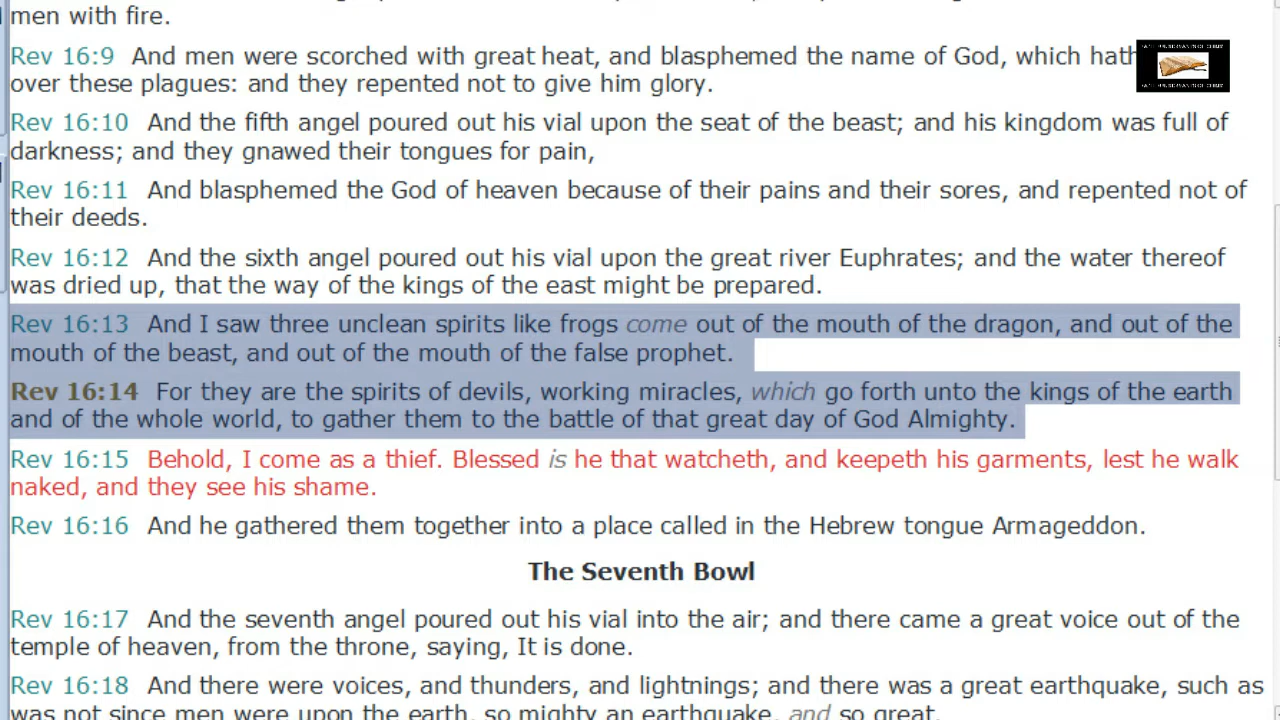 men with fire.
Rev 16:9 And men were scorched with great heat, and blasphemed the name of God, which hath
over these plagues: and they repented not to give him glory.
Rev 16:10 And the fifth angel poured out his vial upon the seat of the beast; and his kingdom was full of
darkness; and they gnawed their tongues for pain,
Rev 16:11 And blasphemed the God of heaven because of their pains and their sores, and repented not of
their deeds.
Rev 16:12 And the sixth angel poured out his vial upon the great river Euphrates; and the water thereof
was dried up, that the way of the kings of the east might be prepared.
Rev 16:13 And I saw three unclean spirits like frogs come out of the mouth of the dragon, and out of the
mouth of the beast, and out of the mouth of the false prophet.
Rev 16:14 For they are the spirits of devils, working miracles, which go forth unto the kings of the earth
and of the whole world, to gather them to the battle of that great day of God Almighty.
Rev 16:15 Behold, I come as a thief. Blessed is he that watcheth, and keepeth his garments, lest he walk
naked, and they see his shame.
Rev 16:16 And he gathered them together into a place called in the Hebrew tongue Armageddon.
The Seventh Bowl
Rev 16:17 And the seventh angel poured out his vial into the air; and there came a great voice out of the
temple of heaven, from the throne, saying, It is done.
Rev 16:18 And there were voices, and thunders, and lightnings; and there was a great earthquake, such as
was not since men were upon the earth, so mighty an earthquake, and so great.